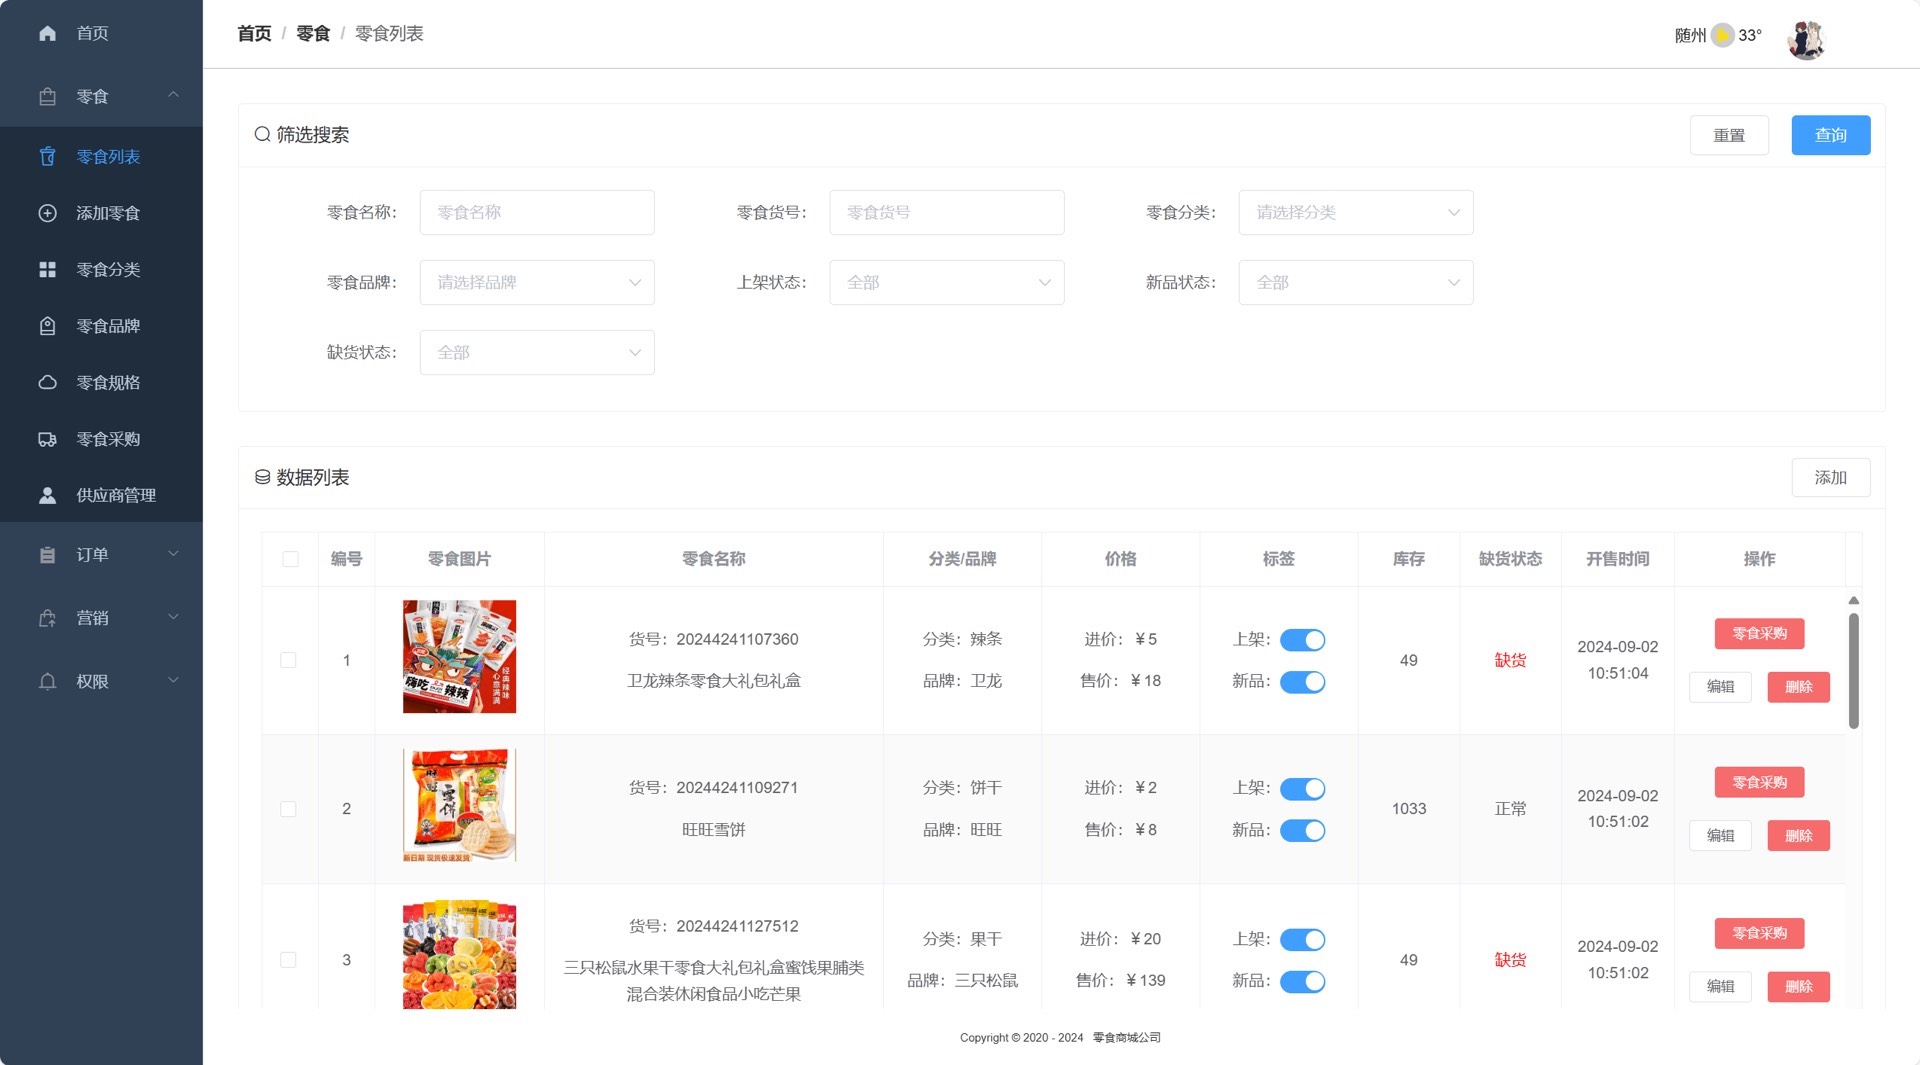 首页
零食
零食列表
添加零食
零食分类
零食品牌
零食规格
零食采购
供应商管理
订单
营销
权限
首页 / 零食 / 零食列表
随州 33°
筛选搜索
重置 查询
零食名称： 零食名称 零食货号： 零食货号 零食分类： 请选择分类
零食品牌： 请选择品牌 上架状态： 全部 新品状态： 全部
缺货状态： 全部
数据列表
添加
编号 零食图片 零食名称 分类/品牌 价格 标签 库存 缺货状态 开售时间 操作
1
嗨吃 辣辣
经典辣味
心意满满
货号：20244241107360
卫龙辣条零食大礼包礼盒
分类：辣条
品牌：卫龙
进价：￥5
售价：￥18
上架：
新品：
49
缺货
2024-09-02
10:51:04
零食采购
编辑 删除
2
雪饼
新日期 现货极速发货
货号：20244241109271
旺旺雪饼
分类：饼干
品牌：旺旺
进价：￥2
售价：￥8
上架：
新品：
1033
正常
2024-09-02
10:51:02
零食采购
编辑 删除
3
货号：20244241127512
三只松鼠水果干零食大礼包礼盒蜜饯果脯类
混合装休闲食品小吃芒果
分类：果干
品牌：三只松鼠
进价：￥20
售价：￥139
上架：
新品：
49
缺货
2024-09-02
10:51:02
零食采购
编辑 删除
Copyright © 2020 - 2024 零食商城公司